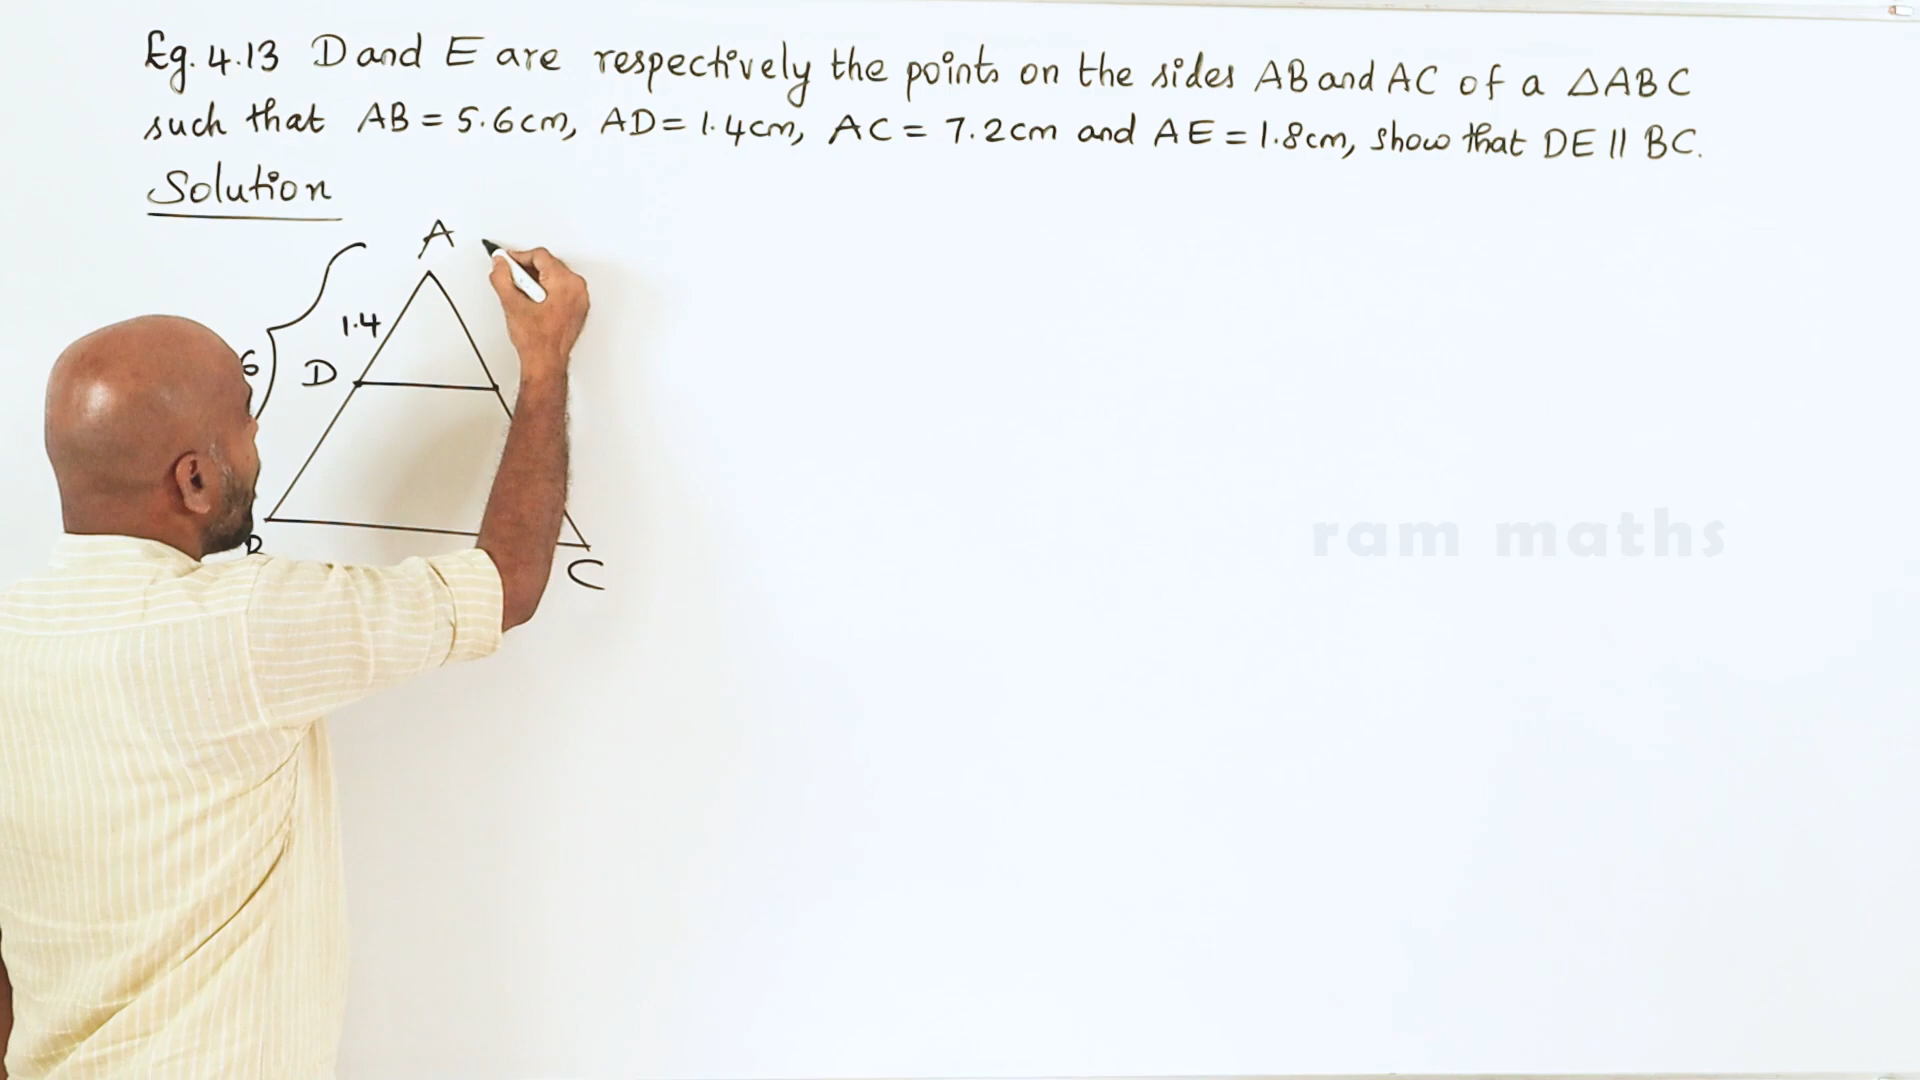 Eg. 4.13 D and E are respectively the points on the sides AB and AC of a △ABC
such that AB = 5.6cm, AD = 1.4cm, AC = 7.2cm and AE = 1.8cm, show that DE || BC.
Solution
A
1.4
6
D
B
C
ram maths